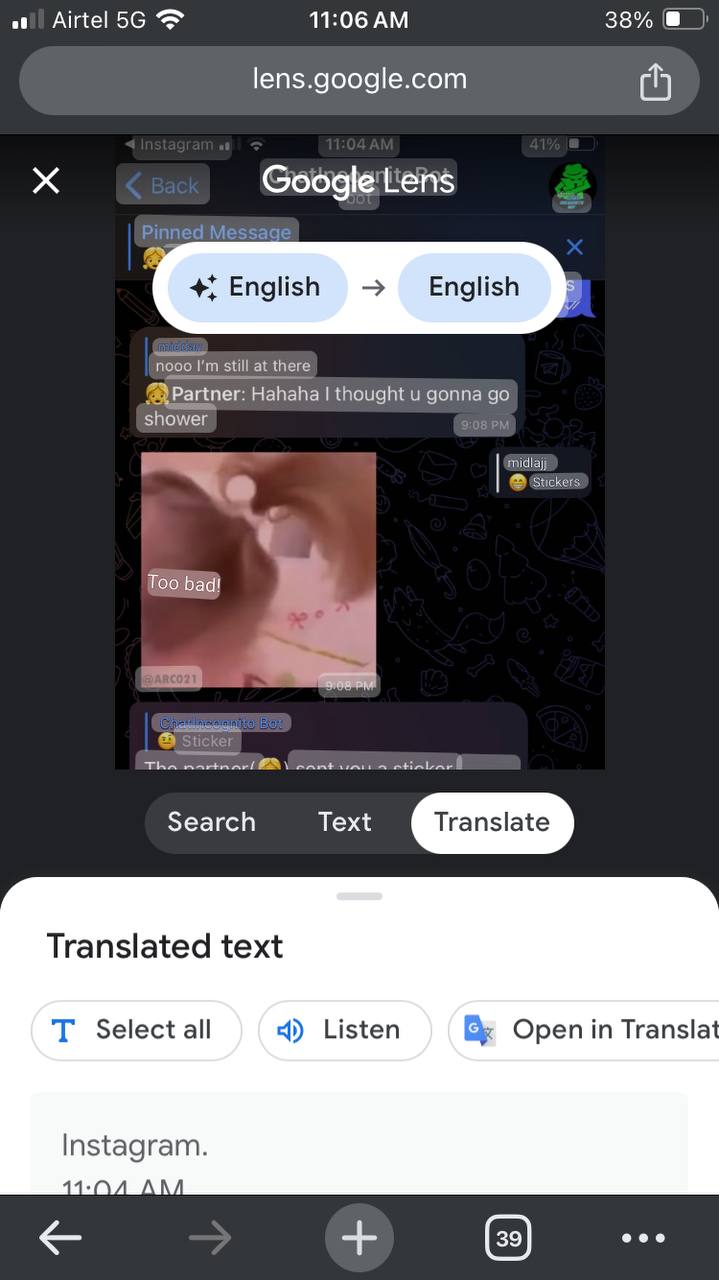 Airtel 5G 11:06 AM 38%
lens.google.com
Instagram 11:04 AM 41%
Back ChatIncognitoBot
Google Lens
bot
Pinned Message
English → English
S
midlajj
nooo I'm still at there
Partner: Hahaha I thought u gonna go
shower
9:08 PM
midlajj
Stickers
Too bad!
@ARC021
9:08 PM
ChatIncognito Bot
Sticker
The partner( ) sent you a sticker
Search Text Translate
Translated text
Select all Listen Open in Translat
Instagram.
11:04 AM
39